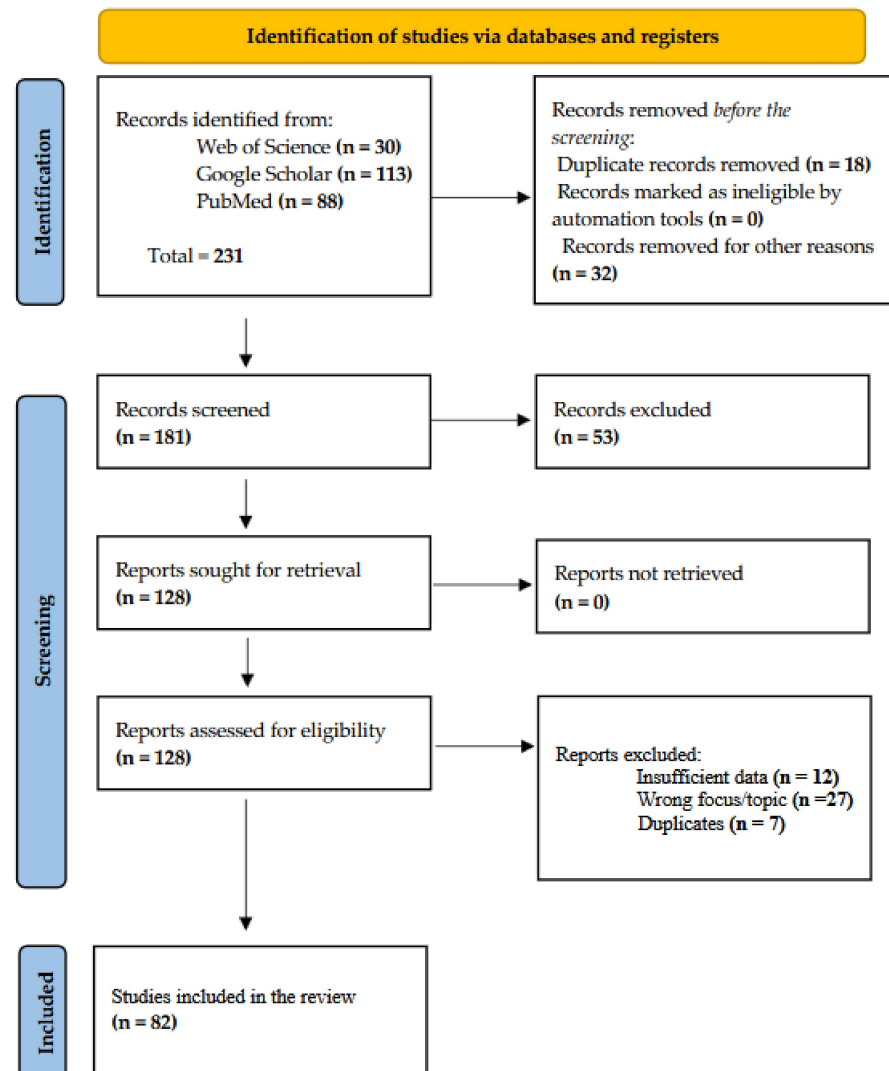 Identification of studies via databases and registers
Identification
Records identified from:
Web of Science (n = 30)
Google Scholar (n = 113)
PubMed (n = 88)
Total = 231
Records removed before the
screening:
Duplicate records removed (n = 18)
Records marked as ineligible by
automation tools (n = 0)
Records removed for other reasons
(n = 32)
Screening
Records screened
(n = 181)
Records excluded
(n = 53)
Reports sought for retrieval
(n = 128)
Reports not retrieved
(n = 0)
Reports assessed for eligibility
(n = 128)
Reports excluded:
Insufficient data (n = 12)
Wrong focus/topic (n =27)
Duplicates (n = 7)
Included
Studies included in the review
(n = 82)